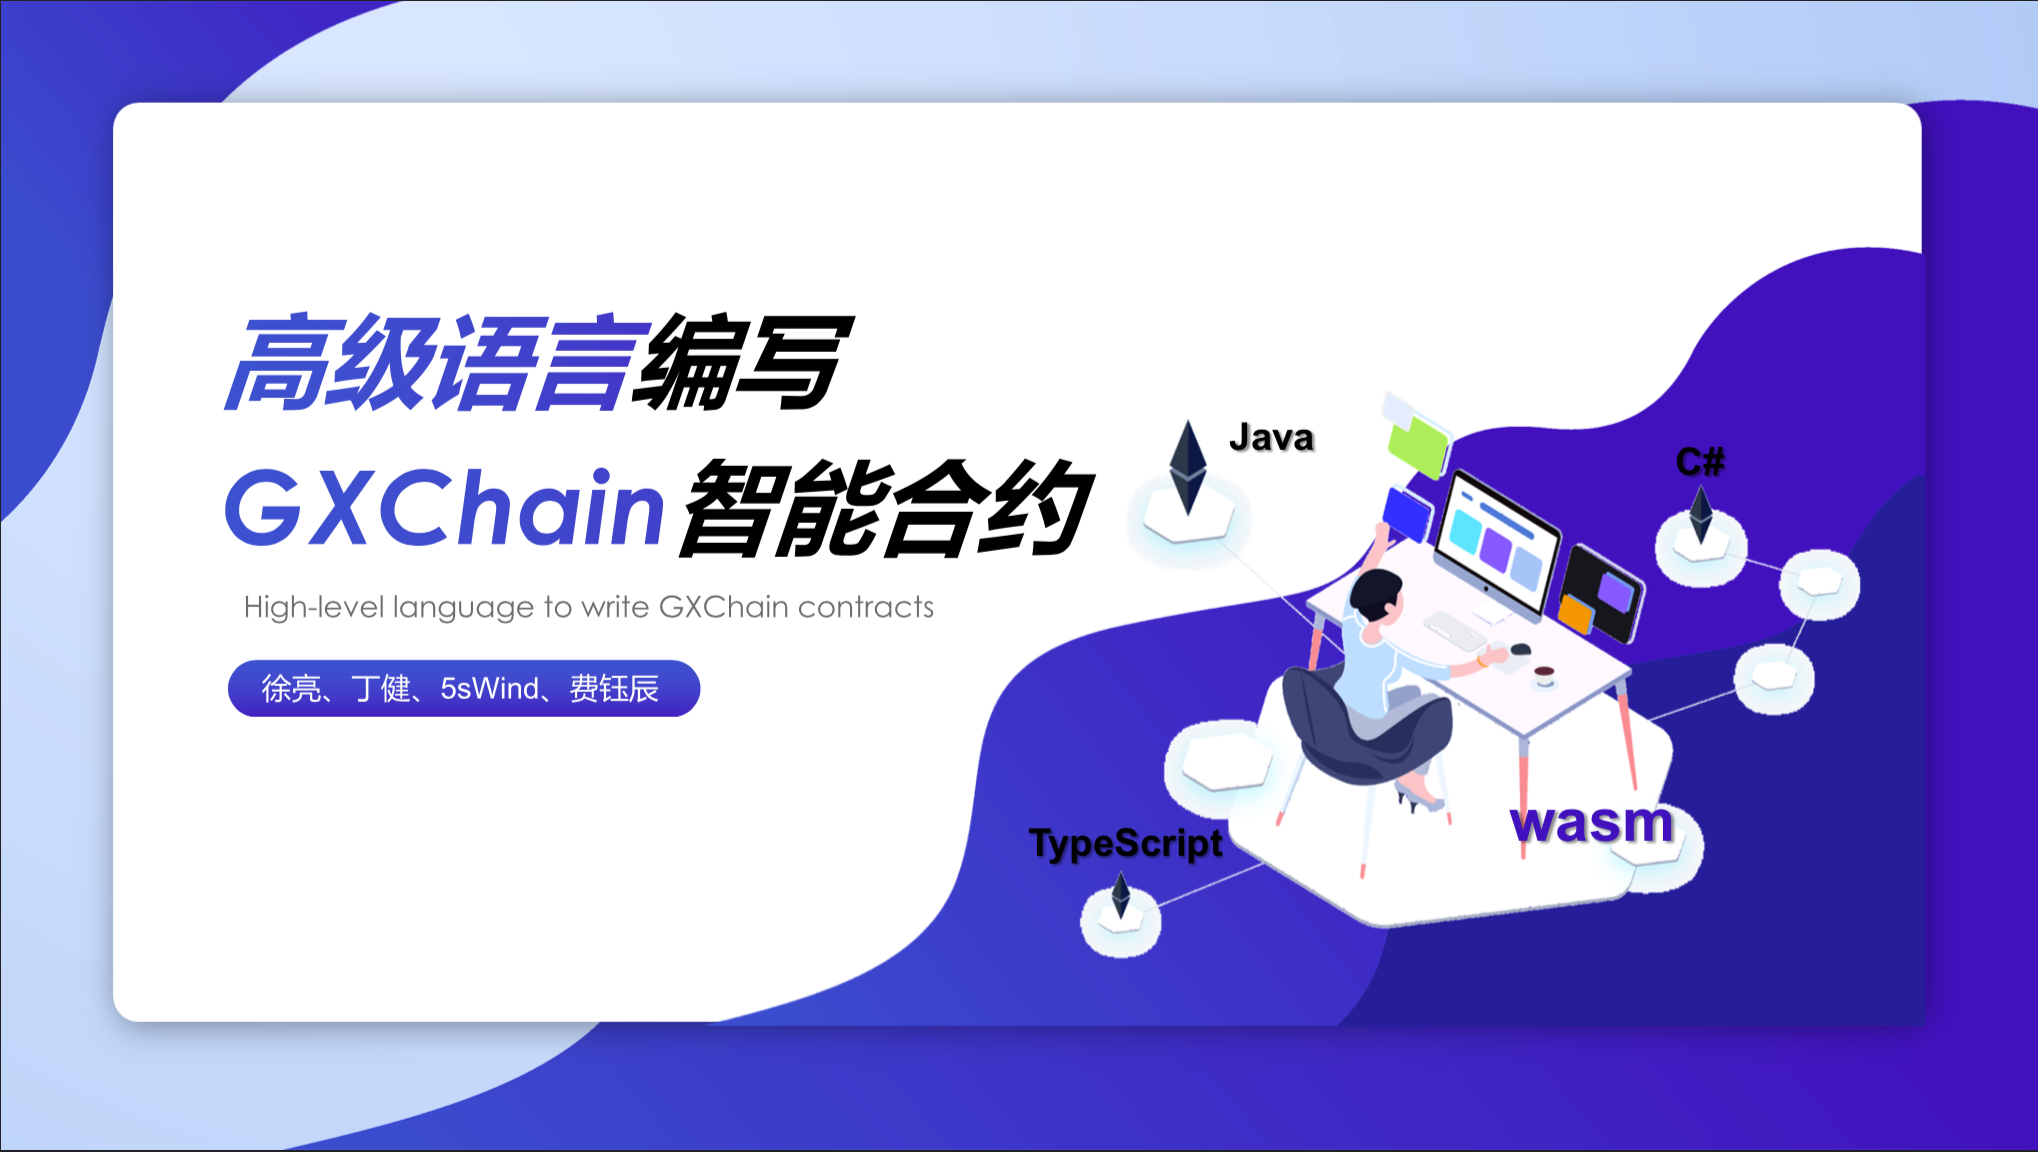 高级语言编写
GXChain智能合约
High-level language to write GXChain contracts
徐亮、丁健、5sWind、费钰辰
Java
C#
TypeScript
wasm